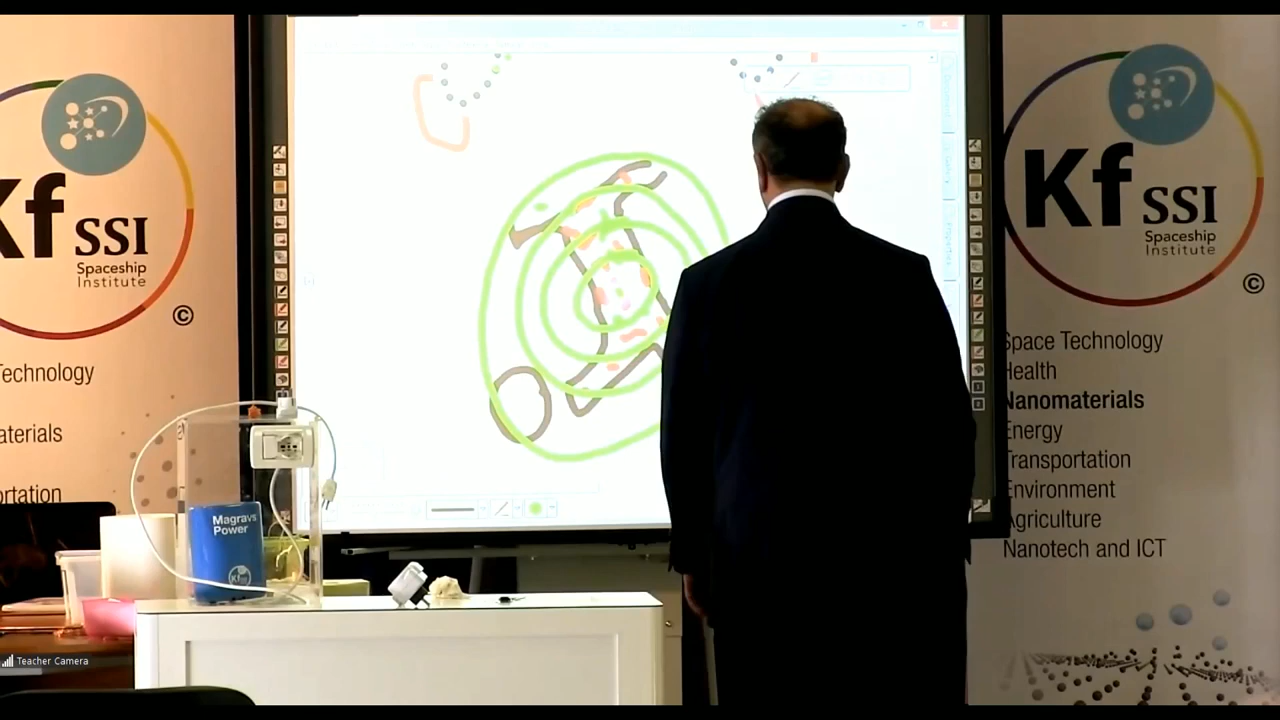 Kf SSI
Spaceship
Institute
©
Technology
aterials
ortation
Magravs
Power
Kf
Teacher Camera
Kf SSI
Spaceship
Institute
©
Space Technology
Health
Nanomaterials
Energy
Transportation
Environment
Agriculture
Nanotech and ICT